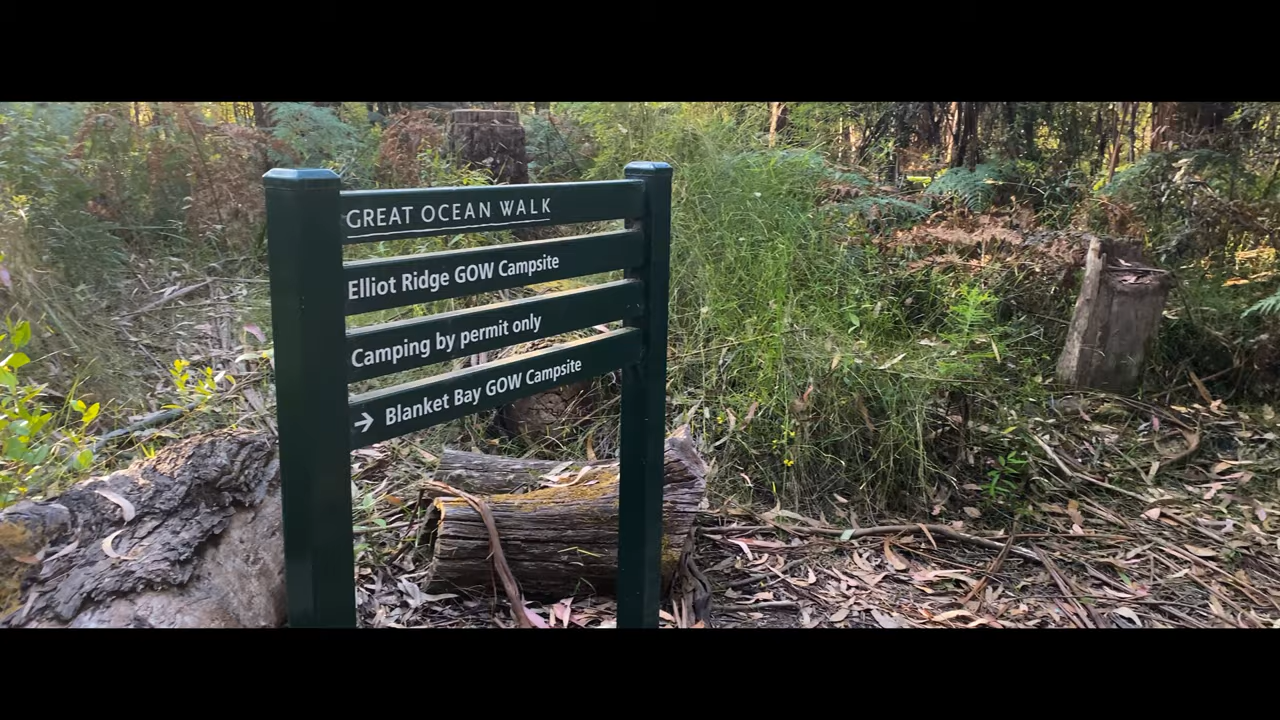 GREAT OCEAN WALK
Elliot Ridge GOW Campsite
Camping by permit only
→ Blanket Bay GOW Campsite